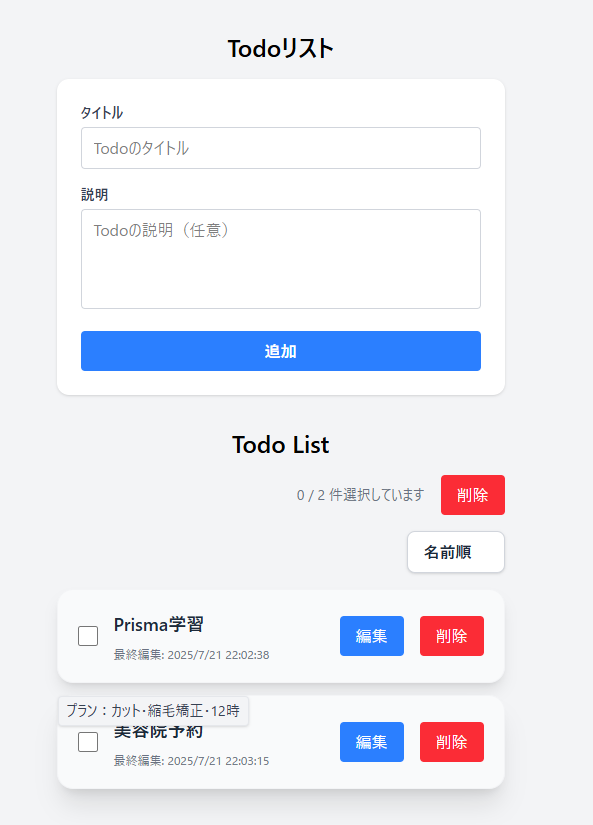 Todoリスト
タイトル
Todoのタイトル
説明
Todoの説明（任意）
追加
Todo List
0 / 2 件選択しています
削除
名前順
Prisma学習
最終編集: 2025/7/21 22:02:38
編集
削除
プラン：カット・縮毛矯正・12時
美容院予約
最終編集: 2025/7/21 22:03:15
編集
削除